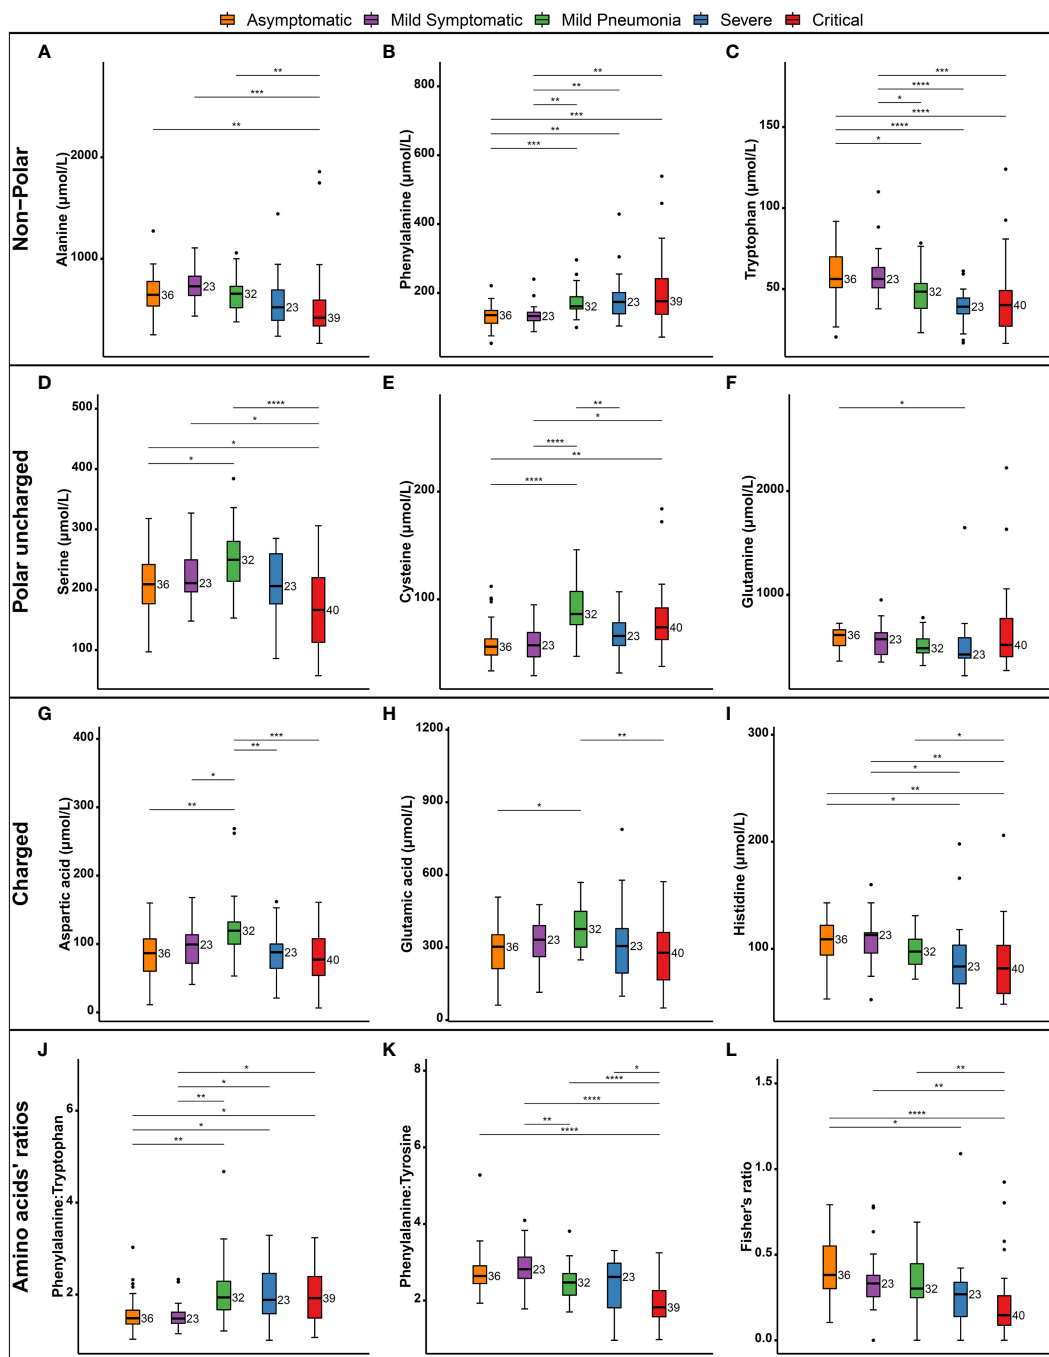 Asymptomatic Mild Symptomatic Mild Pneumonia Severe Critical
Non−Polar
A
Alanine (μmol/L)
2000
1000
** 
***
**
36 23 32 23 39
B
Phenylalanine (μmol/L)
800
600
400
200
**
**
**
***
**
***
36 23 32 23 39
C
Tryptophan (μmol/L)
150
100
50
***
****
*
****
****
*
36 23 32 23 40
Polar uncharged
D
Serine (μmol/L)
500
400
300
200
100
****
*
*
*
36 23 32 23 40
E
Cysteine (μmol/L)
200
100
**
*
****
**
****
36 23 32 23 40
F
Glutamine (μmol/L)
2000
1000
*
36 23 32 23 40
Charged
G
Aspartic acid (μmol/L)
400
300
200
100
0
***
**
*
**
36 23 32 23 40
H
Glutamic acid (μmol/L)
1200
900
600
300
0
**
*
36 23 32 23 40
I
Histidine (μmol/L)
300
200
100
*
**
*
**
*
36 23 32 23 40
Amino acids' ratios
J
Phenylalanine:Tryptophan
6
4
2
*
*
**
*
*
**
36 23 32 23 39
K
Phenylalanine:Tyrosine
8
6
4
2
*
****
****
**
****
36 23 32 23 39
L
Fisher's ratio
1.5
1.0
0.5
0.0
**
**
****
*
36 23 32 23 40